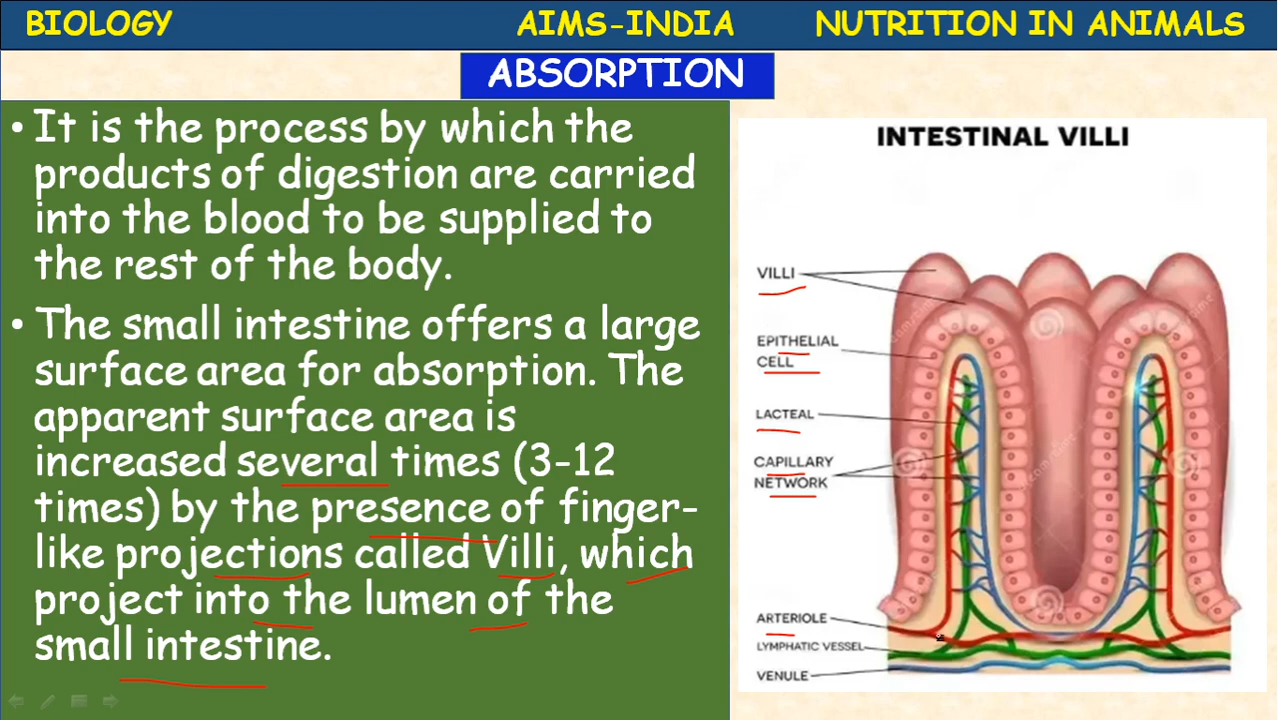 BIOLOGY AIMS-INDIA NUTRITION IN ANIMALS
ABSORPTION
• It is the process by which the
products of digestion are carried
into the blood to be supplied to
the rest of the body.
• The small intestine offers a large
surface area for absorption. The
apparent surface area is
increased several times (3-12
times) by the presence of finger-
like projections called Villi, which
project into the lumen of the
small intestine.
INTESTINAL VILLI
VILLI
EPITHELIAL
CELL
LACTEAL
CAPILLARY
NETWORK
ARTERIOLE
LYMPHATIC VESSEL
VENULE